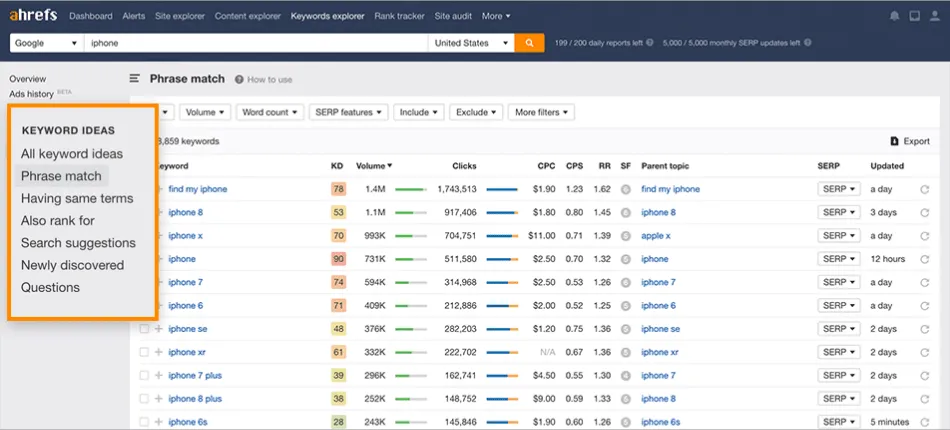 ahrefs Dashboard Alerts Site explorer Content explorer Keywords explorer Rank tracker Site audit More
Google iphone United States 199 / 200 daily reports left 5,000 / 5,000 monthly SERP updates left
Overview
Ads history BETA
KEYWORD IDEAS
All keyword ideas
Phrase match
Having same terms
Also rank for
Search suggestions
Newly discovered
Questions
Phrase match How to use
Volume Word count SERP features Include Exclude More filters
,859 keywords Export
eyword KD Volume Clicks CPC CPS RR SF Parent topic SERP Updated
find my iphone 78 1.4M 1,743,513 $1.90 1.23 1.62 find my iphone SERP a day
iphone 8 53 1.1M 917,406 $1.80 0.80 1.45 iphone 8 SERP 3 days
iphone x 70 993K 704,751 $11.00 0.71 1.39 apple x SERP a day
iphone 90 731K 511,580 $2.50 0.70 1.32 iphone SERP 12 hours
iphone 7 74 594K 314,968 $2.50 0.53 1.26 iphone 7 SERP a day
iphone 6 71 409K 212,886 $2.00 0.52 1.25 iphone 6 SERP a day
iphone se 48 376K 282,203 $1.20 0.75 1.36 iphone se SERP 2 days
iphone xr 61 332K 222,702 N/A 0.67 1.36 iphone xr SERP 2 days
iphone 7 plus 39 296K 162,741 $4.50 0.55 1.30 iphone 7 SERP 2 days
iphone 8 plus 38 252K 148,752 $9.00 0.59 1.33 iphone 8 SERP 2 days
iphone 6s 28 243K 145,846 $1.90 0.60 1.26 iphone 6s SERP 5 minutes